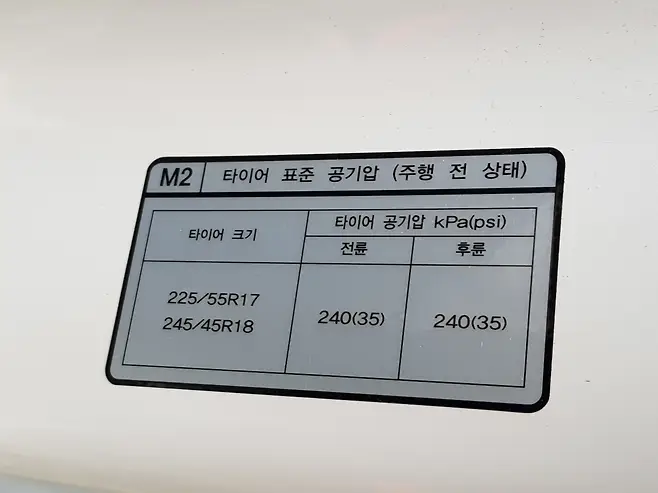 M2 타이어 표준 공기압 (주행 전 상태)
타이어 크기
타이어 공기압 kPa(psi)
전륜 후륜
225/55R17
245/45R18
240(35) 240(35)